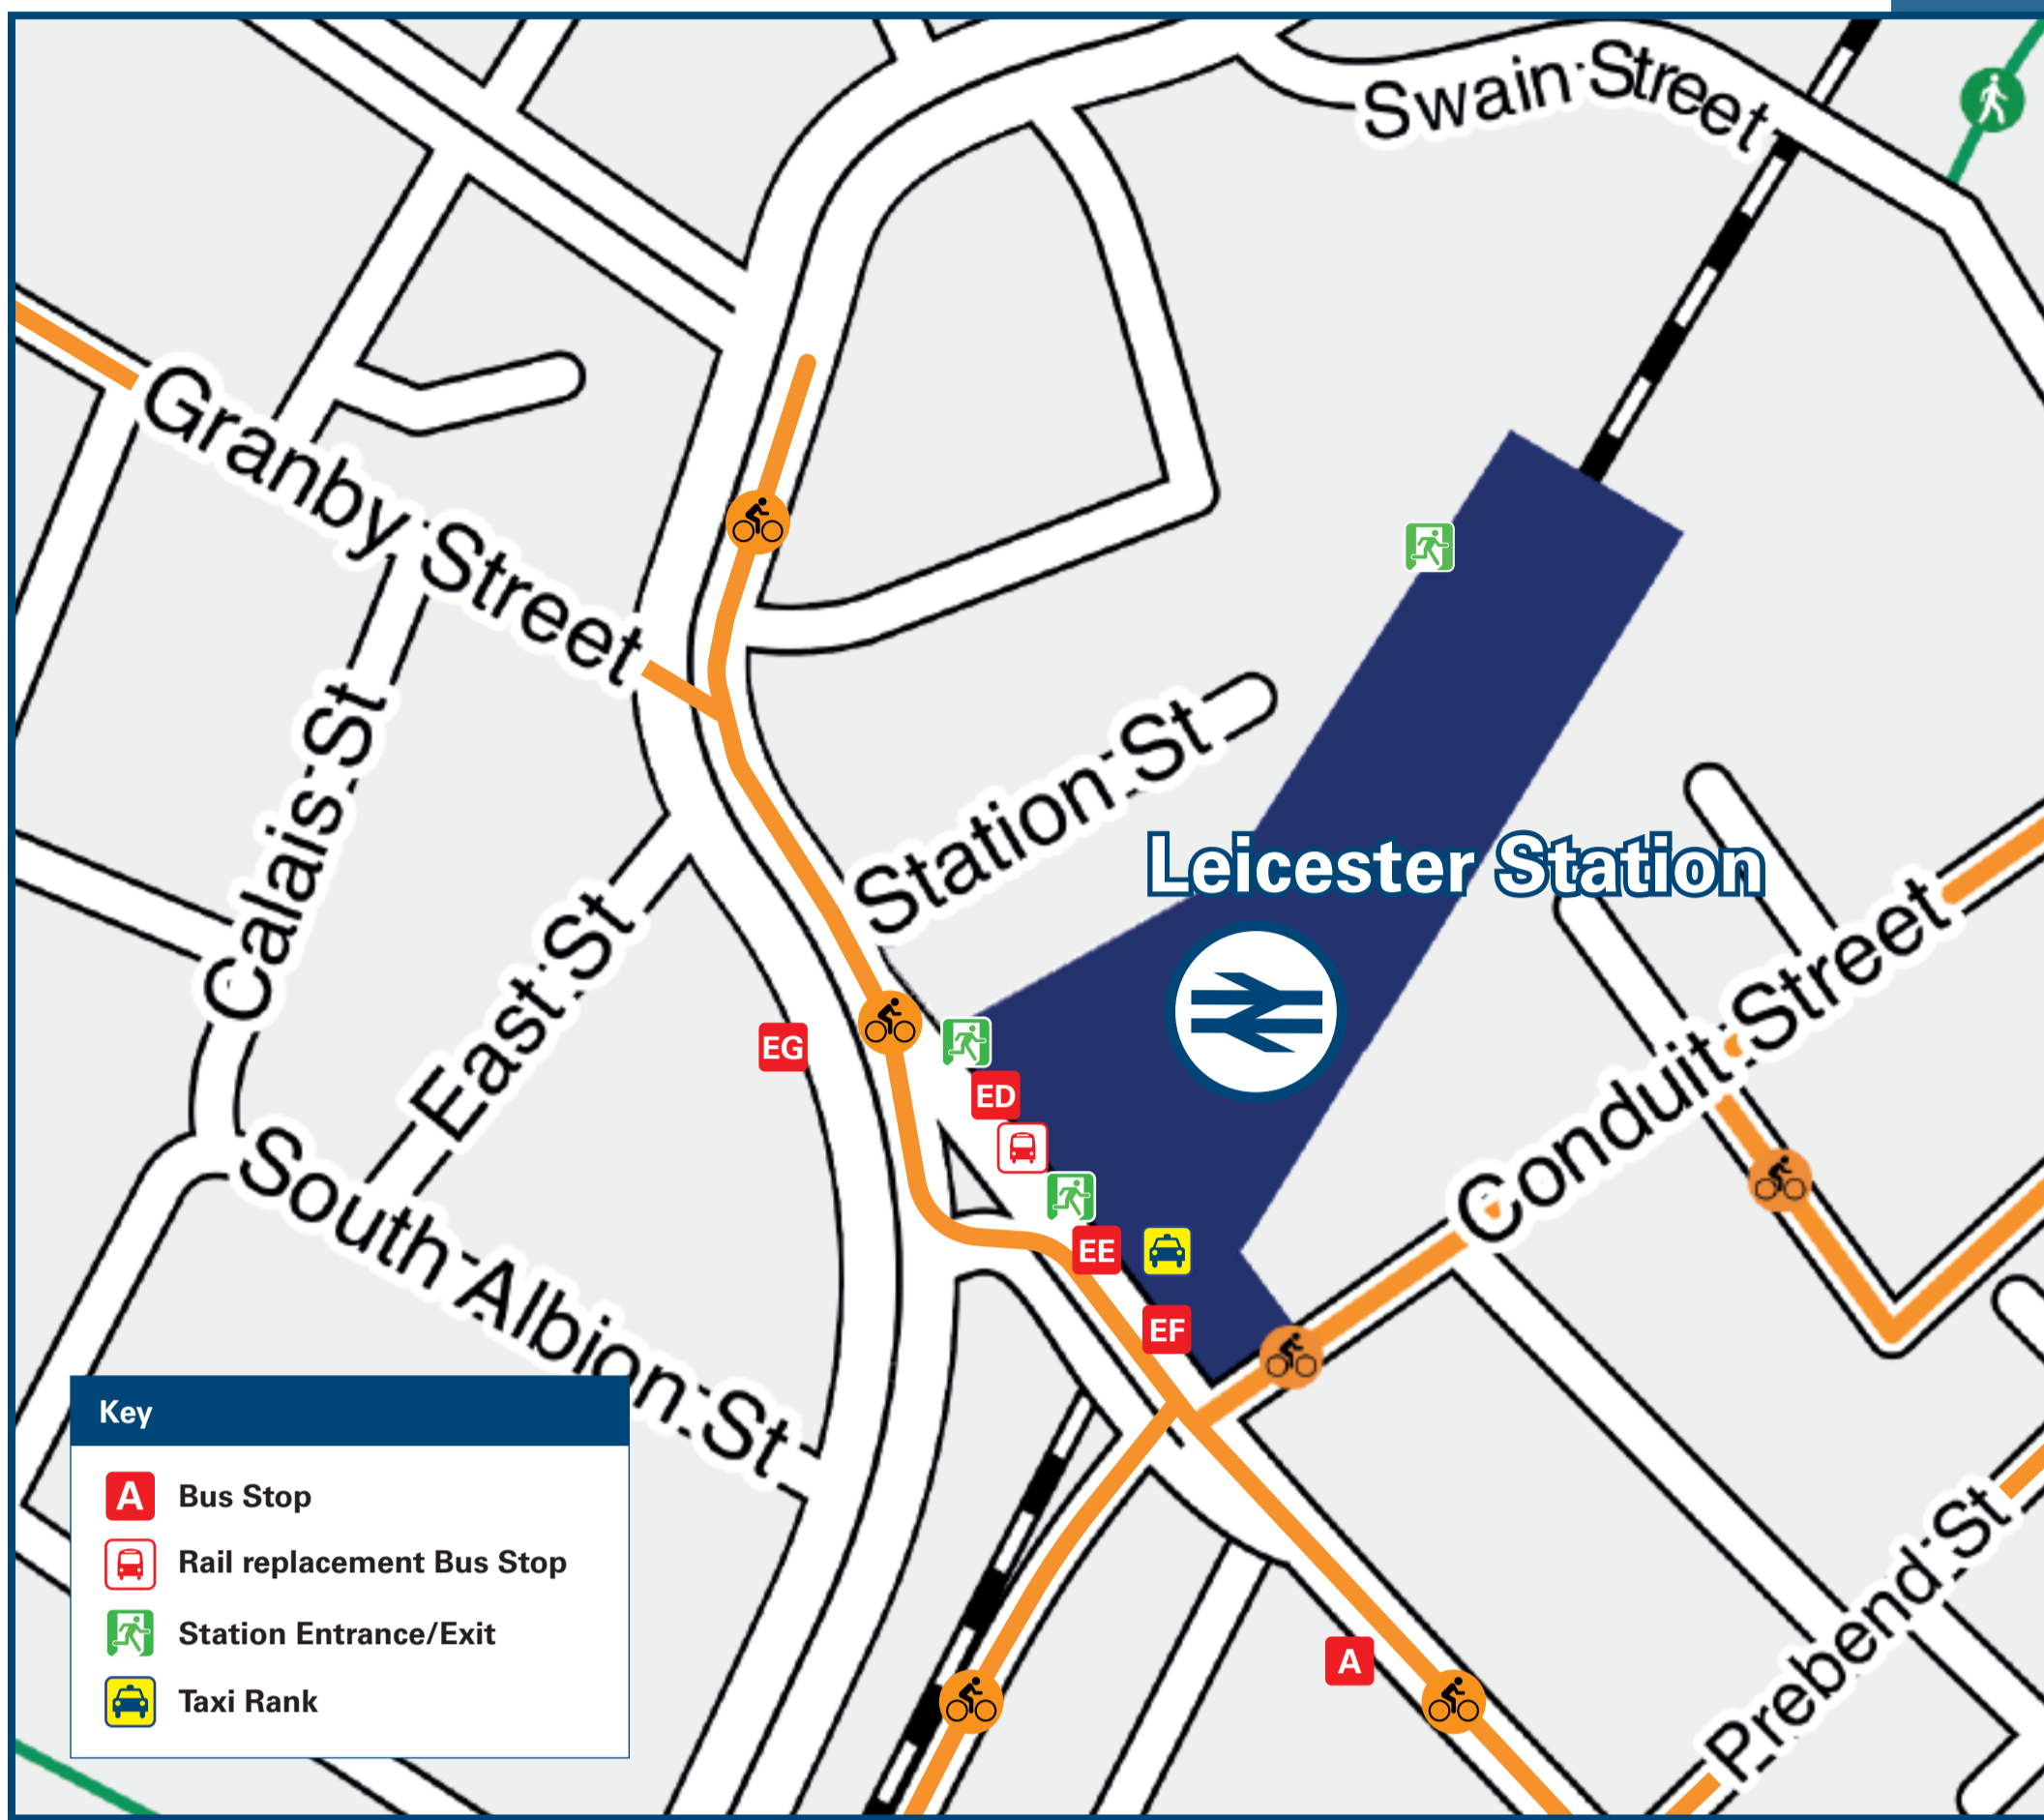 Swain Street
Granby Street
Calais St
Station St
Leicester Station
East St
EG
ED
Conduit Street
South Albion St
EE
EF
Key
A Bus Stop
Rail replacement Bus Stop
Station Entrance/Exit
Taxi Rank
A
Prebend St